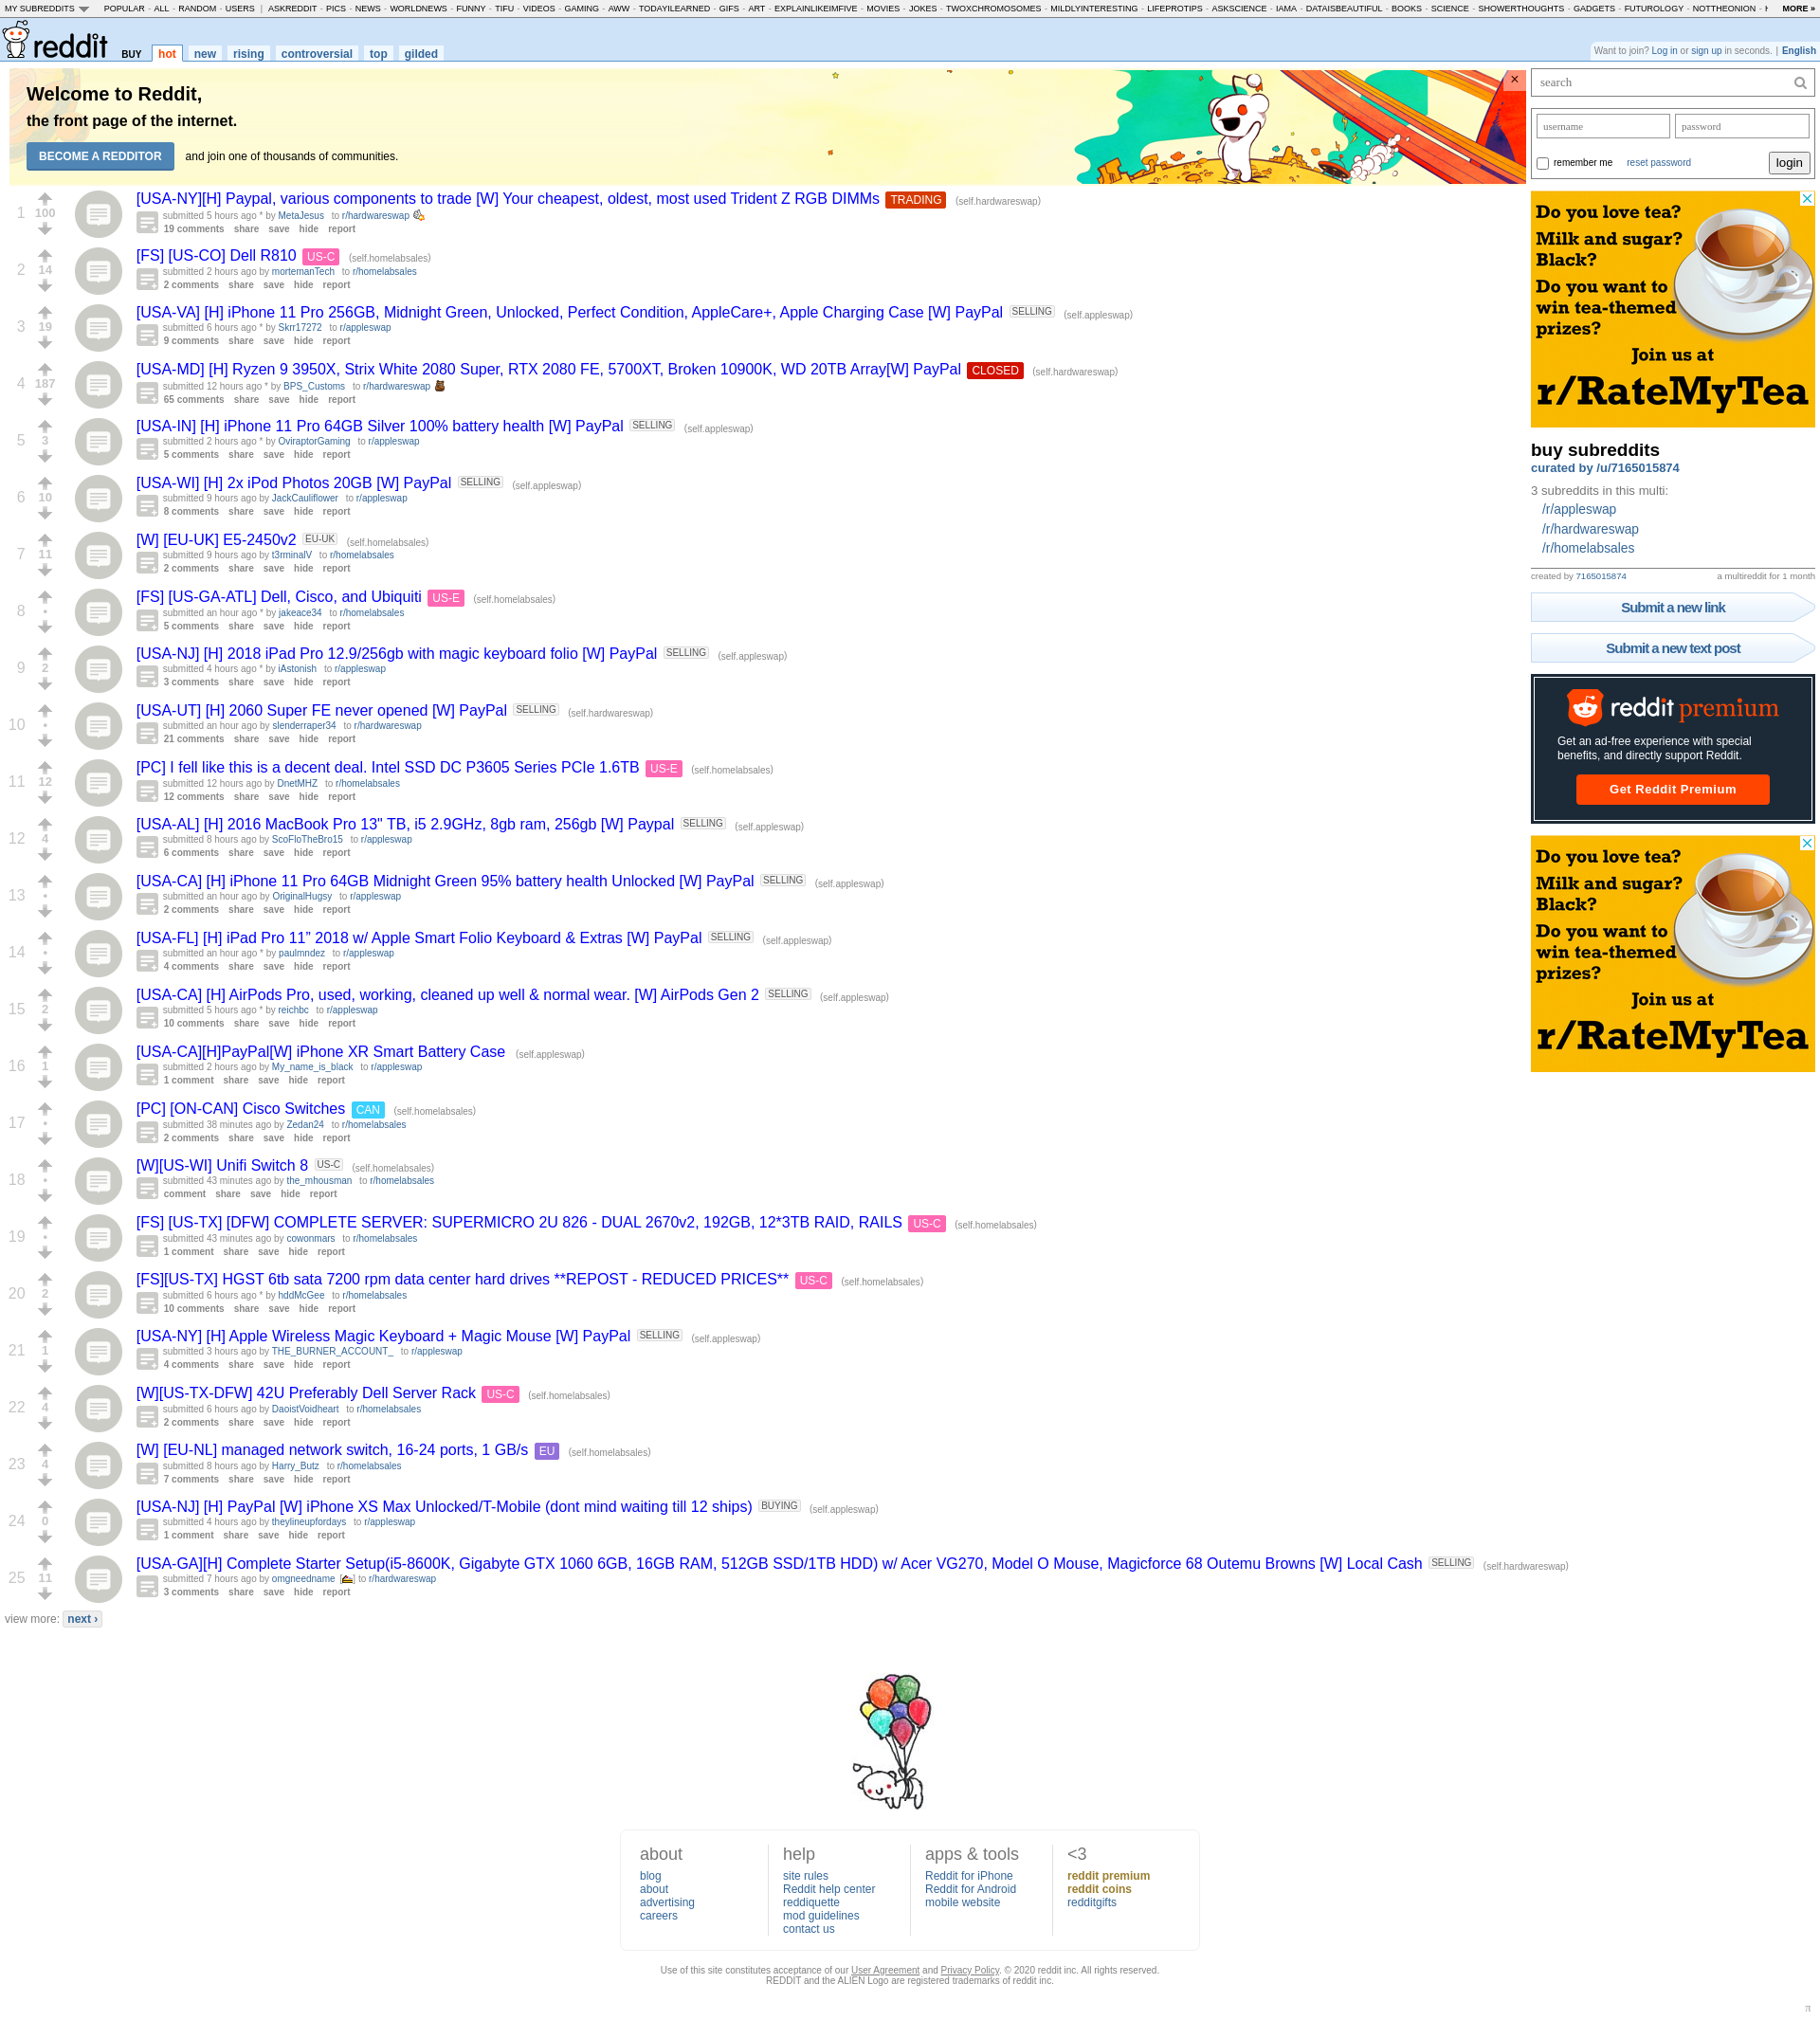 MY SUBREDDITS POPULAR - ALL - RANDOM - USERS | ASKREDDIT - PICS - NEWS - WORLDNEWS - FUNNY - TIFU - VIDEOS - GAMING - AWW - TODAYILEARNED - GIFS - ART - EXPLAINLIKEIMFIVE - MOVIES - JOKES - TWOXCHROMOSOMES - MILDLYINTERESTING - LIFEPROTIPS - ASKSCIENCE - IAMA - DATAISBEAUTIFUL - BOOKS - SCIENCE - SHOWERTHOUGHTS - GADGETS - FUTUROLOGY - NOTTHEONION - MORE »
reddit BUY hot new rising controversial top gilded
Want to join? Log in or sign up in seconds. | English
Welcome to Reddit,
the front page of the internet.
BECOME A REDDITOR and join one of thousands of communities.
×
1 100 [USA-NY][H] Paypal, various components to trade [W] Your cheapest, oldest, most used Trident Z RGB DIMMs TRADING (self.hardwareswap)
submitted 5 hours ago * by MetaJesus to r/hardwareswap
19 comments share save hide report
2 14 [FS] [US-CO] Dell R810 US-C (self.homelabsales)
submitted 2 hours ago by mortemanTech to r/homelabsales
2 comments share save hide report
3 19 [USA-VA] [H] iPhone 11 Pro 256GB, Midnight Green, Unlocked, Perfect Condition, AppleCare+, Apple Charging Case [W] PayPal SELLING (self.appleswap)
submitted 6 hours ago * by Skrr17272 to r/appleswap
9 comments share save hide report
4 187 [USA-MD] [H] Ryzen 9 3950X, Strix White 2080 Super, RTX 2080 FE, 5700XT, Broken 10900K, WD 20TB Array[W] PayPal CLOSED (self.hardwareswap)
submitted 12 hours ago * by BPS_Customs to r/hardwareswap
65 comments share save hide report
5 3 [USA-IN] [H] iPhone 11 Pro 64GB Silver 100% battery health [W] PayPal SELLING (self.appleswap)
submitted 2 hours ago * by OviraptorGaming to r/appleswap
5 comments share save hide report
6 10 [USA-WI] [H] 2x iPod Photos 20GB [W] PayPal SELLING (self.appleswap)
submitted 9 hours ago by JackCauliflower to r/appleswap
8 comments share save hide report
7 11 [W] [EU-UK] E5-2450v2 EU-UK (self.homelabsales)
submitted 9 hours ago by t3rminalV to r/homelabsales
2 comments share save hide report
8 • [FS] [US-GA-ATL] Dell, Cisco, and Ubiquiti US-E (self.homelabsales)
submitted an hour ago * by jakeace34 to r/homelabsales
5 comments share save hide report
9 2 [USA-NJ] [H] 2018 iPad Pro 12.9/256gb with magic keyboard folio [W] PayPal SELLING (self.appleswap)
submitted 4 hours ago * by iAstonish to r/appleswap
3 comments share save hide report
10 • [USA-UT] [H] 2060 Super FE never opened [W] PayPal SELLING (self.hardwareswap)
submitted an hour ago by slenderraper34 to r/hardwareswap
21 comments share save hide report
11 12 [PC] I fell like this is a decent deal. Intel SSD DC P3605 Series PCIe 1.6TB US-E (self.homelabsales)
submitted 12 hours ago by DnetMHZ to r/homelabsales
12 comments share save hide report
12 4 [USA-AL] [H] 2016 MacBook Pro 13" TB, i5 2.9GHz, 8gb ram, 256gb [W] Paypal SELLING (self.appleswap)
submitted 8 hours ago by ScoFloTheBro15 to r/appleswap
6 comments share save hide report
13 • [USA-CA] [H] iPhone 11 Pro 64GB Midnight Green 95% battery health Unlocked [W] PayPal SELLING (self.appleswap)
submitted an hour ago by OriginalHugsy to r/appleswap
2 comments share save hide report
14 • [USA-FL] [H] iPad Pro 11” 2018 w/ Apple Smart Folio Keyboard & Extras [W] PayPal SELLING (self.appleswap)
submitted an hour ago * by paulmndez to r/appleswap
4 comments share save hide report
15 2 [USA-CA] [H] AirPods Pro, used, working, cleaned up well & normal wear. [W] AirPods Gen 2 SELLING (self.appleswap)
submitted 5 hours ago * by reichbc to r/appleswap
10 comments share save hide report
16 1 [USA-CA][H]PayPal[W] iPhone XR Smart Battery Case (self.appleswap)
submitted 2 hours ago by My_name_is_black to r/appleswap
1 comment share save hide report
17 • [PC] [ON-CAN] Cisco Switches CAN (self.homelabsales)
submitted 38 minutes ago by Zedan24 to r/homelabsales
2 comments share save hide report
18 • [W][US-WI] Unifi Switch 8 US-C (self.homelabsales)
submitted 43 minutes ago by the_mhousman to r/homelabsales
comment share save hide report
19 • [FS] [US-TX] [DFW] COMPLETE SERVER: SUPERMICRO 2U 826 - DUAL 2670v2, 192GB, 12*3TB RAID, RAILS US-C (self.homelabsales)
submitted 43 minutes ago by cowonmars to r/homelabsales
1 comment share save hide report
20 2 [FS][US-TX] HGST 6tb sata 7200 rpm data center hard drives **REPOST - REDUCED PRICES** US-C (self.homelabsales)
submitted 6 hours ago * by hddMcGee to r/homelabsales
10 comments share save hide report
21 1 [USA-NY] [H] Apple Wireless Magic Keyboard + Magic Mouse [W] PayPal SELLING (self.appleswap)
submitted 3 hours ago by THE_BURNER_ACCOUNT_ to r/appleswap
4 comments share save hide report
22 4 [W][US-TX-DFW] 42U Preferably Dell Server Rack US-C (self.homelabsales)
submitted 6 hours ago by DaoistVoidheart to r/homelabsales
2 comments share save hide report
23 4 [W] [EU-NL] managed network switch, 16-24 ports, 1 GB/s EU (self.homelabsales)
submitted 8 hours ago by Harry_Butz to r/homelabsales
7 comments share save hide report
24 0 [USA-NJ] [H] PayPal [W] iPhone XS Max Unlocked/T-Mobile (dont mind waiting till 12 ships) BUYING (self.appleswap)
submitted 4 hours ago by theylineupfordays to r/appleswap
1 comment share save hide report
25 11 [USA-GA][H] Complete Starter Setup(i5-8600K, Gigabyte GTX 1060 6GB, 16GB RAM, 512GB SSD/1TB HDD) w/ Acer VG270, Model O Mouse, Magicforce 68 Outemu Browns [W] Local Cash SELLING (self.hardwareswap)
submitted 7 hours ago by omgneedname [ ] to r/hardwareswap
3 comments share save hide report
view more: next ›
search
username password
remember me reset password login
Do you love tea?
Milk and sugar?
Black?
Do you want to
win tea-themed
prizes?
Join us at
r/RateMyTea
buy subreddits
curated by /u/7165015874
3 subreddits in this multi:
/r/appleswap
/r/hardwareswap
/r/homelabsales
created by 7165015874 a multireddit for 1 month
Submit a new link
Submit a new text post
reddit premium
Get an ad-free experience with special
benefits, and directly support Reddit.
Get Reddit Premium
Do you love tea?
Milk and sugar?
Black?
Do you want to
win tea-themed
prizes?
Join us at
r/RateMyTea
about
blog
about
advertising
careers
help
site rules
Reddit help center
reddiquette
mod guidelines
contact us
apps & tools
Reddit for iPhone
Reddit for Android
mobile website
<3
reddit premium
reddit coins
redditgifts
Use of this site constitutes acceptance of our User Agreement and Privacy Policy. © 2020 reddit inc. All rights reserved.
REDDIT and the ALIEN Logo are registered trademarks of reddit inc.
π